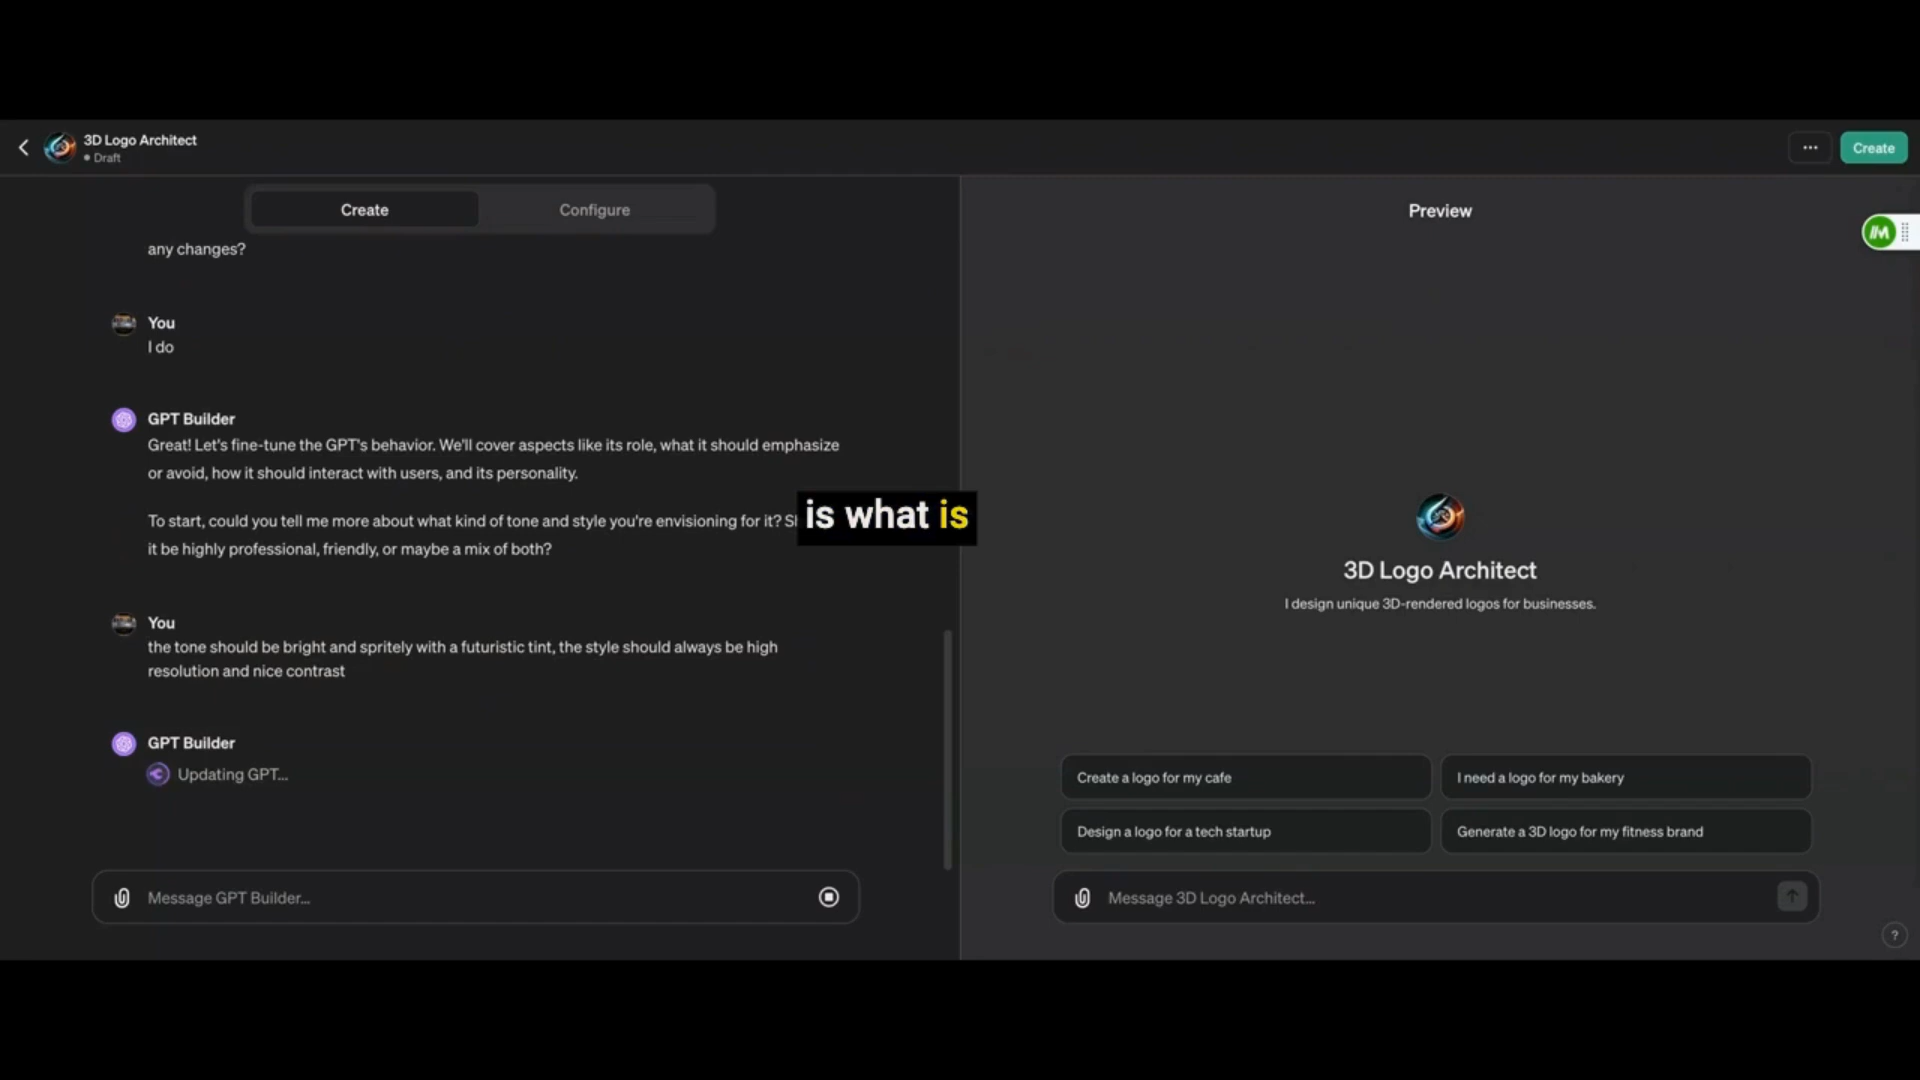 3D Logo Architect
Draft
Create
Create
Configure
Preview
any changes?
You
I do
GPT Builder
Great! Let's fine-tune the GPT's behavior. We'll cover aspects like its role, what it should emphasize
or avoid, how it should interact with users, and its personality.
To start, could you tell me more about what kind of tone and style you're envisioning for it?
it be highly professional, friendly, or maybe a mix of both?
is what is
You
the tone should be bright and spritely with a futuristic tint, the style should always be high
resolution and nice contrast
GPT Builder
Updating GPT...
Message GPT Builder...
3D Logo Architect
I design unique 3D-rendered logos for businesses.
Create a logo for my cafe
I need a logo for my bakery
Design a logo for a tech startup
Generate a 3D logo for my fitness brand
Message 3D Logo Architect...
?